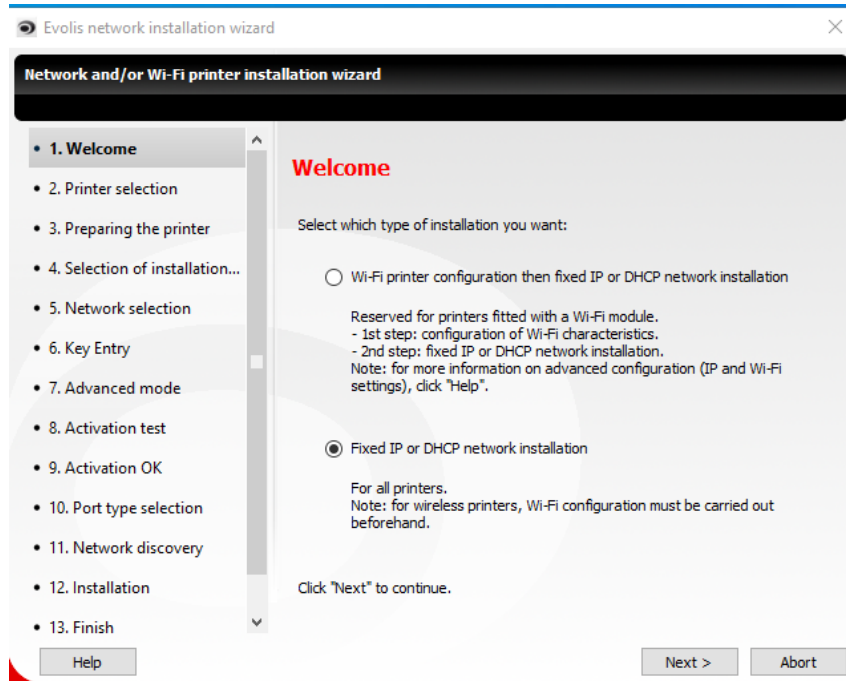 Evolis network installation wizard
Network and/or Wi-Fi printer installation wizard
• 1. Welcome
• 2. Printer selection
• 3. Preparing the printer
• 4. Selection of installation...
• 5. Network selection
• 6. Key Entry
• 7. Advanced mode
• 8. Activation test
• 9. Activation OK
• 10. Port type selection
• 11. Network discovery
• 12. Installation
• 13. Finish
Welcome
Select which type of installation you want:
Wi-Fi printer configuration then fixed IP or DHCP network installation
Reserved for printers fitted with a Wi-Fi module.
- 1st step: configuration of Wi-Fi characteristics.
- 2nd step: fixed IP or DHCP network installation.
Note: for more information on advanced configuration (IP and Wi-Fi
settings), click "Help".
Fixed IP or DHCP network installation
For all printers.
Note: for wireless printers, Wi-Fi configuration must be carried out
beforehand.
Click "Next" to continue.
Help
Next >
Abort